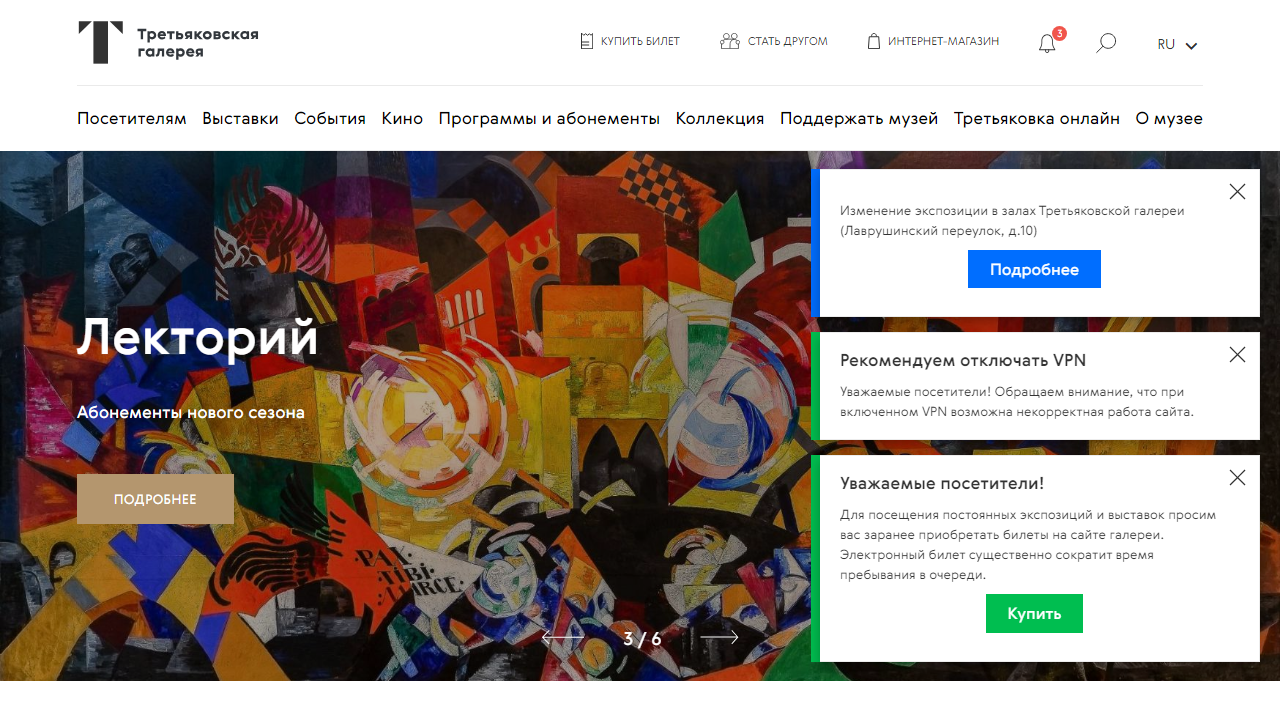 Третьяковская
галерея
КУПИТЬ БИЛЕТ
СТАТЬ ДРУГОМ
ИНТЕРНЕТ-МАГАЗИН
3
RU
Посетителям Выставки События Кино Программы и абонементы Коллекция Поддержать музей Третьяковка онлайн О музее
Лекторий
Абонементы нового сезона
ПОДРОБНЕЕ
PAX·
TIBI·
MARCE·
3 / 6
Изменение экспозиции в залах Третьяковской галереи
(Лаврушинский переулок, д.10)
Подробнее
Рекомендуем отключать VPN
Уважаемые посетители! Обращаем внимание, что при
включенном VPN возможна некорректная работа сайта.
Уважаемые посетители!
Для посещения постоянных экспозиций и выставок просим
вас заранее приобретать билеты на сайте галереи.
Электронный билет существенно сократит время
пребывания в очереди.
Купить